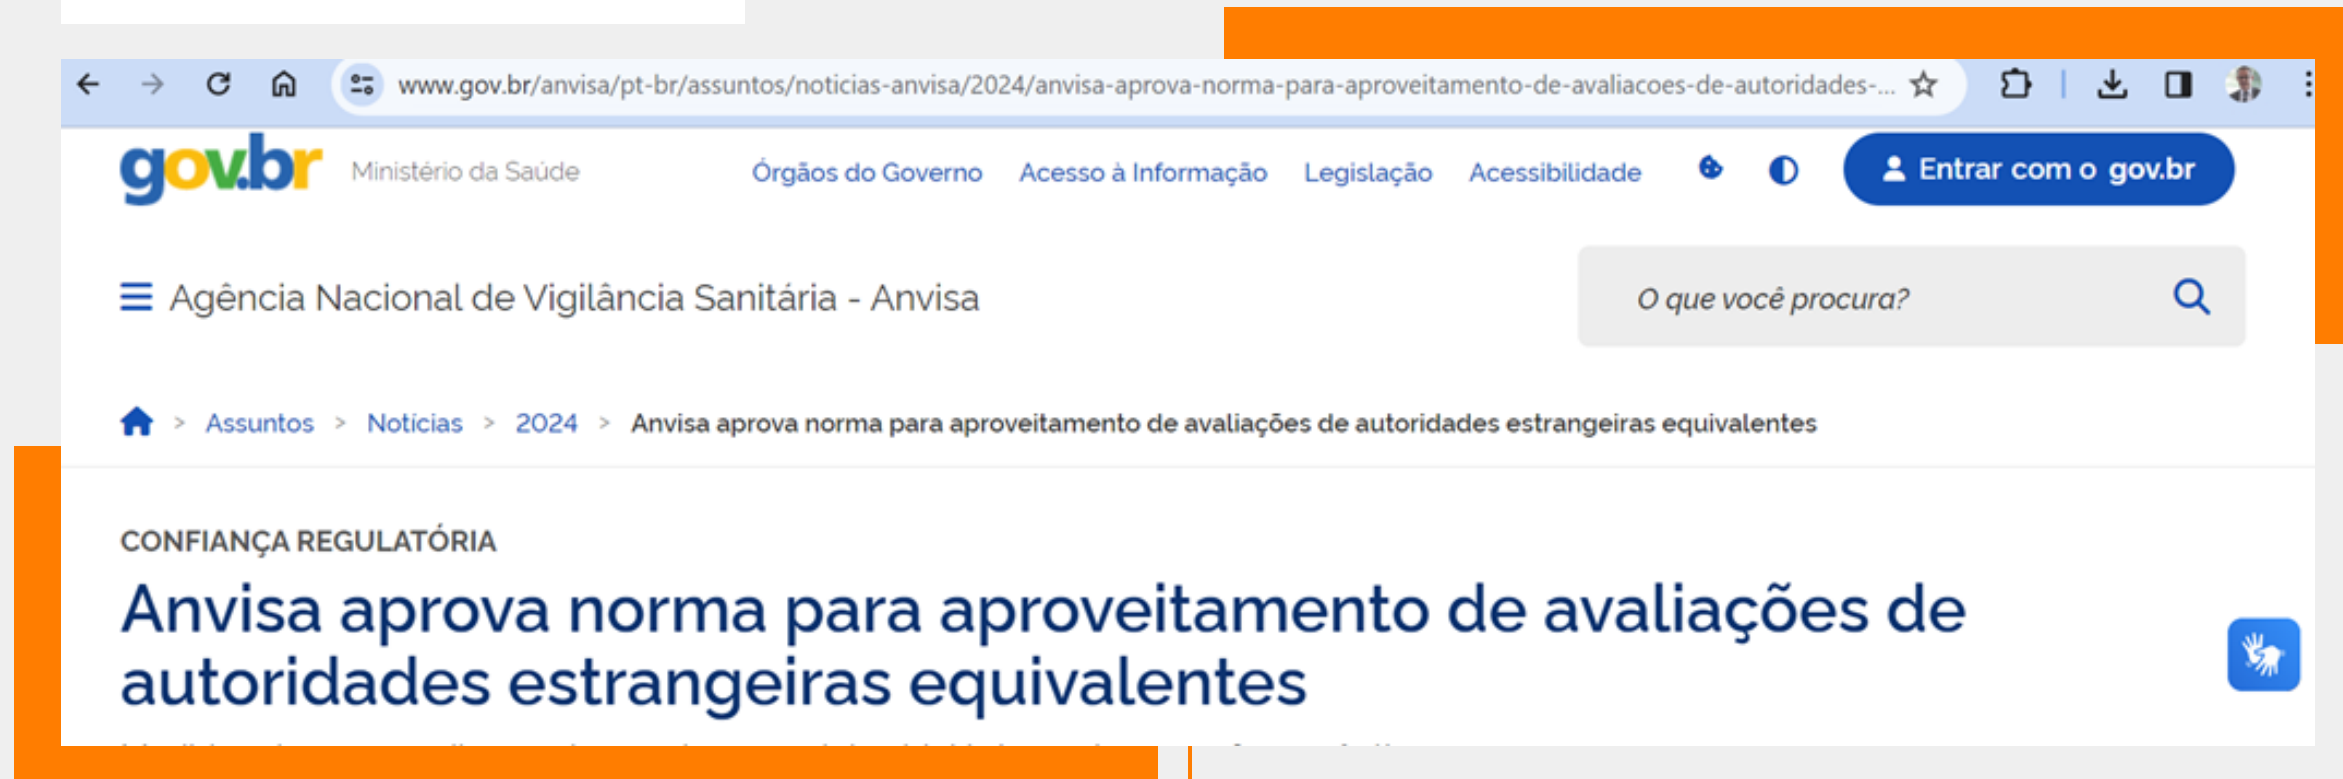 www.gov.br/anvisa/pt-br/assuntos/noticias-anvisa/2024/anvisa-aprova-norma-para-aproveitamento-de-avaliacoes-de-autoridades-...
gov.br Ministério da Saúde Órgãos do Governo Acesso à Informação Legislação Acessibilidade Entrar com o gov.br
Agência Nacional de Vigilância Sanitária - Anvisa O que você procura?
> Assuntos > Notícias > 2024 > Anvisa aprova norma para aproveitamento de avaliações de autoridades estrangeiras equivalentes
CONFIANÇA REGULATÓRIA
Anvisa aprova norma para aproveitamento de avaliações de
autoridades estrangeiras equivalentes